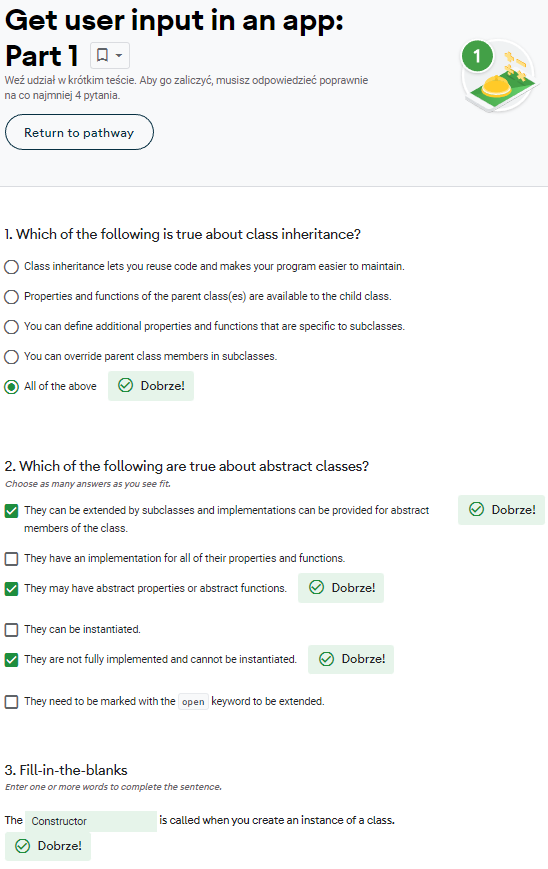 Get user input in an app:
Part 1
1
Weź udział w krótkim teście. Aby go zaliczyć, musisz odpowiedzieć poprawnie
na co najmniej 4 pytania.
Return to pathway
1. Which of the following is true about class inheritance?
Class inheritance lets you reuse code and makes your program easier to maintain.
Properties and functions of the parent class(es) are available to the child class.
You can define additional properties and functions that are specific to subclasses.
You can override parent class members in subclasses.
All of the above Dobrze!
2. Which of the following are true about abstract classes?
Choose as many answers as you see fit.
They can be extended by subclasses and implementations can be provided for abstract Dobrze!
members of the class.
They have an implementation for all of their properties and functions.
They may have abstract properties or abstract functions. Dobrze!
They can be instantiated.
They are not fully implemented and cannot be instantiated. Dobrze!
They need to be marked with the open keyword to be extended.
3. Fill-in-the-blanks
Enter one or more words to complete the sentence.
The Constructor is called when you create an instance of a class.
Dobrze!